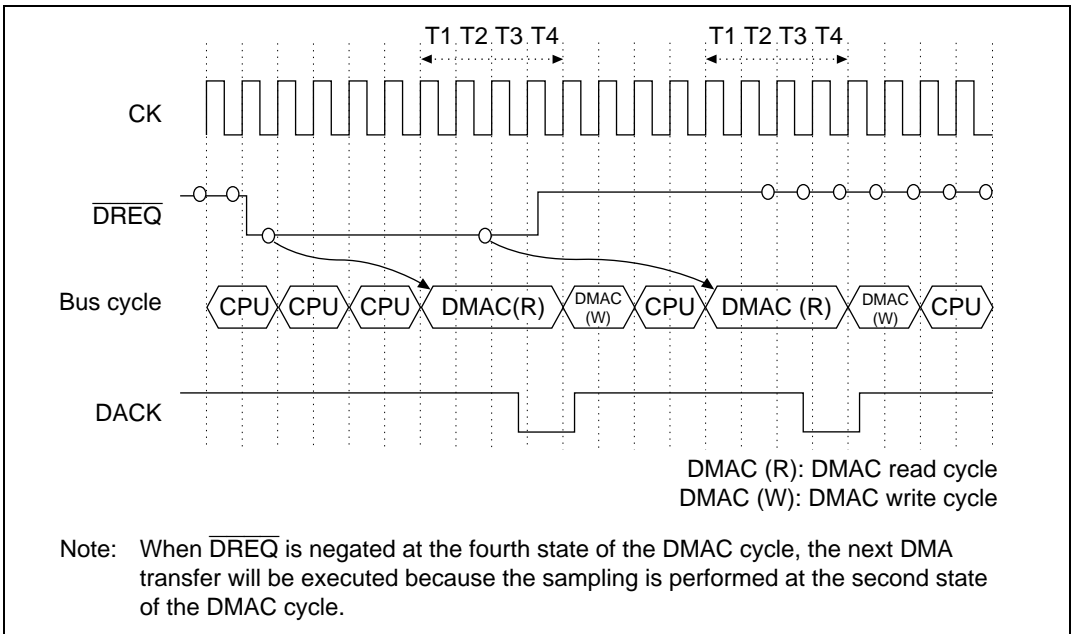 T1 T2 T3 T4 T1 T2 T3 T4
CK
DREQ
Bus cycle CPU CPU CPU DMAC(R) DMAC (W) CPU DMAC (R) DMAC (W) CPU
DACK
DMAC (R): DMAC read cycle
DMAC (W): DMAC write cycle
Note: When DREQ is negated at the fourth state of the DMAC cycle, the next DMA
transfer will be executed because the sampling is performed at the second state
of the DMAC cycle.